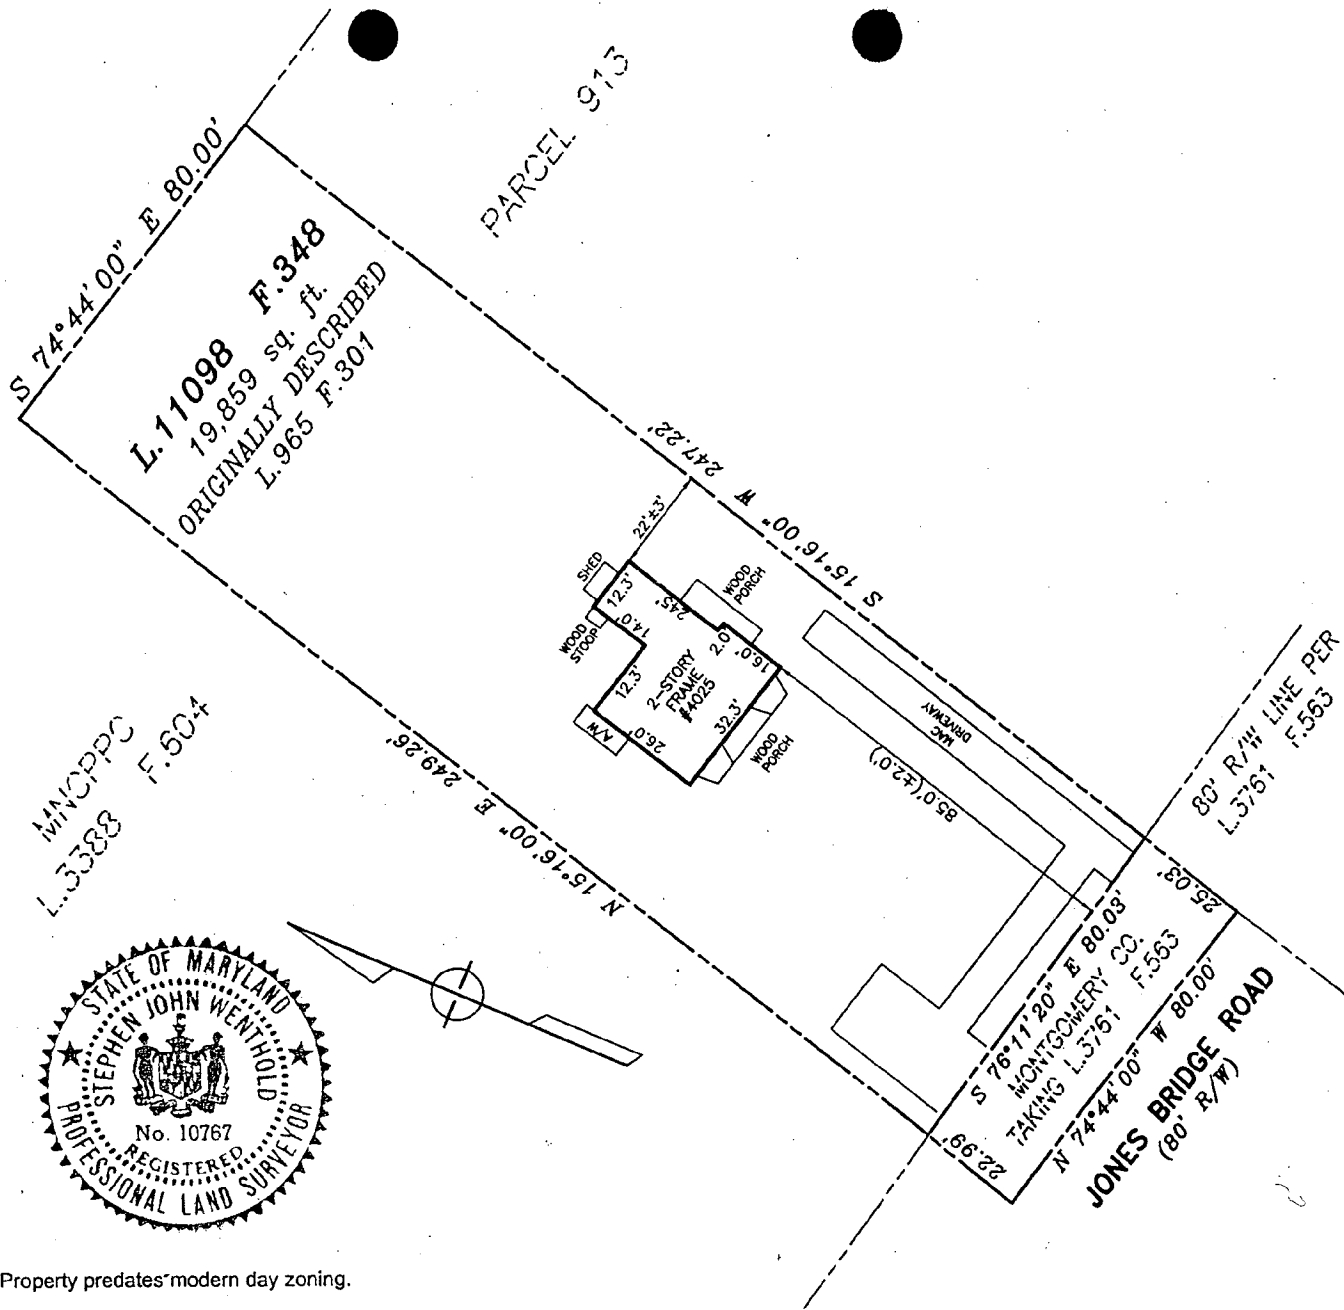 S 74°44'00" E 80.00'
L.11098 F.348
19,859 sq. ft.
ORIGINALLY DESCRIBED
L.965 F.301
PARCEL 913
S 15°16'00" W 247.22'
22'±3'
SHED
12.3'
WOOD
STOOP
14.0'
245'
WOOD
PORCH
2.0'
16.0'
12.3'
2-STORY
FRAME
#4025
32.3'
A/W
26.0'
WOOD
PORCH
MAC
DRIVEWAY
85.0'(±2.0')
80' R/W LINE PER
L.3761 F.563
MNCPPC
L.3388 F.604
N 15°16'00" E 249.26'
25.03'
S 76°11'20" E 80.03'
MONTGOMERY CO.
TAKING L.3761 F.563
N 74°44'00" W 80.00'
22.99'
JONES BRIDGE ROAD
(80' R/W)
STATE OF MARYLAND
STEPHEN JOHN WENTHOLD
No. 10767
REGISTERED
PROFESSIONAL LAND SURVEYOR
Property predates modern day zoning.